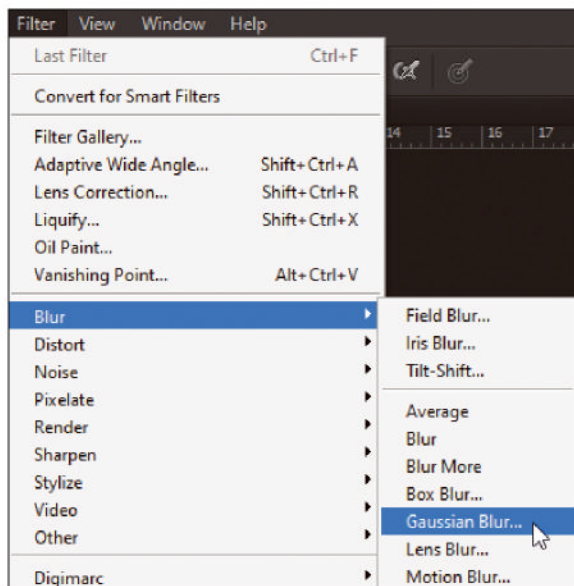 Filter View Window Help
Last Filter Ctrl+F
Convert for Smart Filters
Filter Gallery...
Adaptive Wide Angle... Shift+Ctrl+A
Lens Correction... Shift+Ctrl+R
Liquify... Shift+Ctrl+X
Oil Paint...
Vanishing Point... Alt+Ctrl+V
Blur
Distort
Noise
Pixelate
Render
Sharpen
Stylize
Video
Other
Digimarc
14 15 16 17
Field Blur...
Iris Blur...
Tilt-Shift...
Average
Blur
Blur More
Box Blur...
Gaussian Blur...
Lens Blur...
Motion Blur...